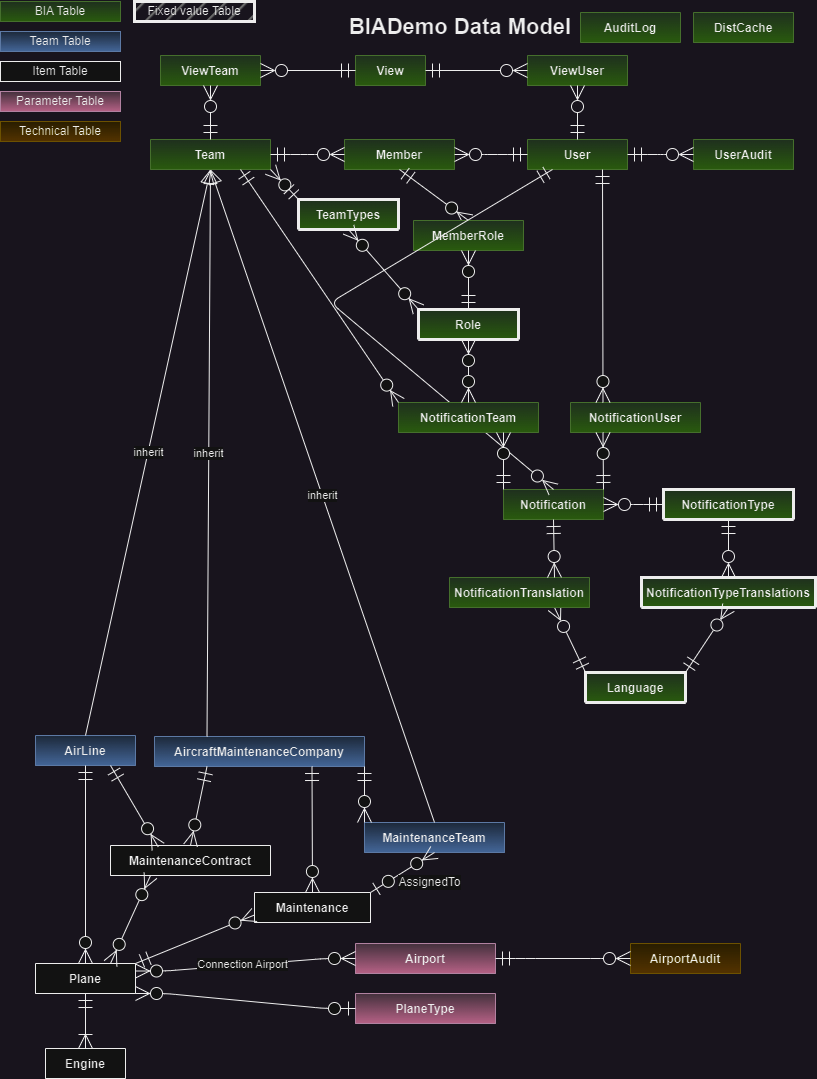 BIA Table
Fixed value Table
BIADemo Data Model
AuditLog
DistCache
Team Table
Item Table
Parameter Table
Technical Table
ViewTeam
View
ViewUser
Team
Member
User
UserAudit
TeamTypes
MemberRole
Role
NotificationTeam
NotificationUser
inherit
inherit
inherit
Notification
NotificationType
NotificationTranslation
NotificationTypeTranslations
Language
AirLine
AircraftMaintenanceCompany
MaintenanceTeam
MaintenanceContract
AssignedTo
Maintenance
Connection Airport
Airport
AirportAudit
Plane
PlaneType
Engine